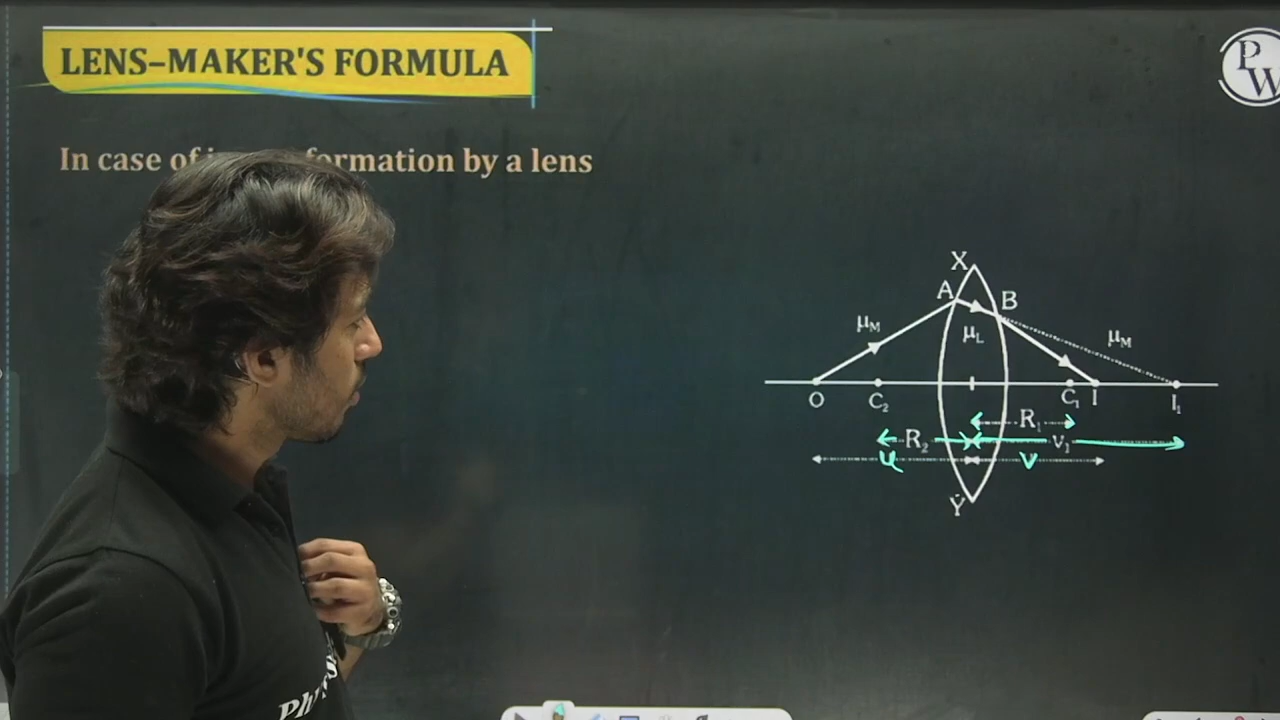 LENS–MAKER'S FORMULA
P
W
In case of formation by a lens
X
A
B
μM
μL
μM
O
C₂
C₁
I
I₁
R₁
R₂
v₁
u
v
Y